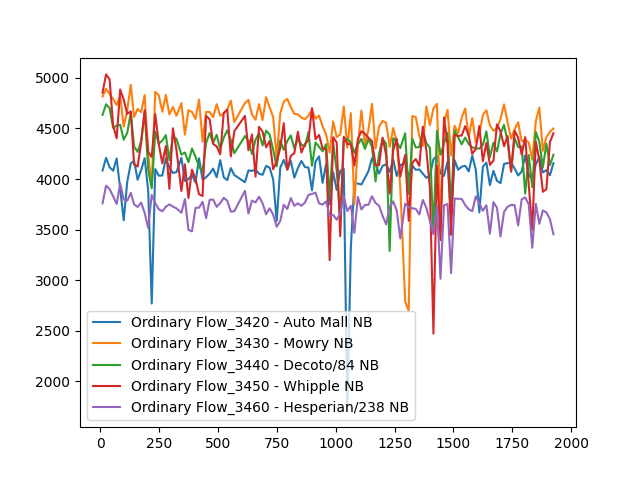 5000
4500
4000
3500
3000
2500
2000
Ordinary Flow_3420 - Auto Mall NB
Ordinary Flow_3430 - Mowry NB
Ordinary Flow_3440 - Decoto/84 NB
Ordinary Flow_3450 - Whipple NB
Ordinary Flow_3460 - Hesperian/238 NB
0 250 500 750 1000 1250 1500 1750 2000